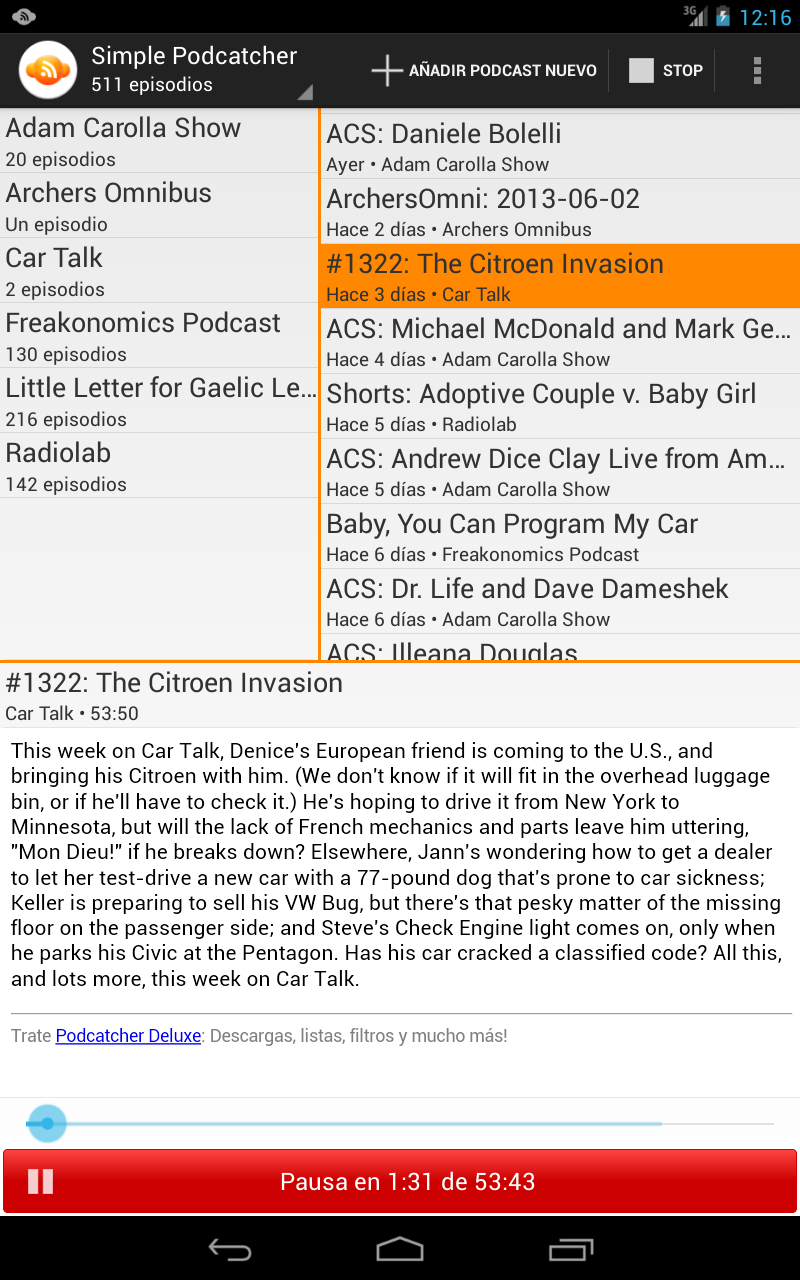 3G
12:16
Simple Podcatcher
511 episodios
AÑADIR PODCAST NUEVO
STOP
Adam Carolla Show
20 episodios
Archers Omnibus
Un episodio
Car Talk
2 episodios
Freakonomics Podcast
130 episodios
Little Letter for Gaelic Le…
216 episodios
Radiolab
142 episodios
ACS: Daniele Bolelli
Ayer • Adam Carolla Show
ArchersOmni: 2013-06-02
Hace 2 días • Archers Omnibus
#1322: The Citroen Invasion
Hace 3 días • Car Talk
ACS: Michael McDonald and Mark Ge…
Hace 4 días • Adam Carolla Show
Shorts: Adoptive Couple v. Baby Girl
Hace 5 días • Radiolab
ACS: Andrew Dice Clay Live from Am…
Hace 5 días • Adam Carolla Show
Baby, You Can Program My Car
Hace 6 días • Freakonomics Podcast
ACS: Dr. Life and Dave Dameshek
Hace 6 días • Adam Carolla Show
ACS: Illeana Douglas
#1322: The Citroen Invasion
Car Talk • 53:50
This week on Car Talk, Denice's European friend is coming to the U.S., and
bringing his Citroen with him. (We don't know if it will fit in the overhead luggage
bin, or if he'll have to check it.) He's hoping to drive it from New York to
Minnesota, but will the lack of French mechanics and parts leave him uttering,
"Mon Dieu!" if he breaks down? Elsewhere, Jann's wondering how to get a dealer
to let her test-drive a new car with a 77-pound dog that's prone to car sickness;
Keller is preparing to sell his VW Bug, but there's that pesky matter of the missing
floor on the passenger side; and Steve's Check Engine light comes on, only when
he parks his Civic at the Pentagon. Has his car cracked a classified code? All this,
and lots more, this week on Car Talk.
Trate Podcatcher Deluxe: Descargas, listas, filtros y mucho más!
Pausa en 1:31 de 53:43